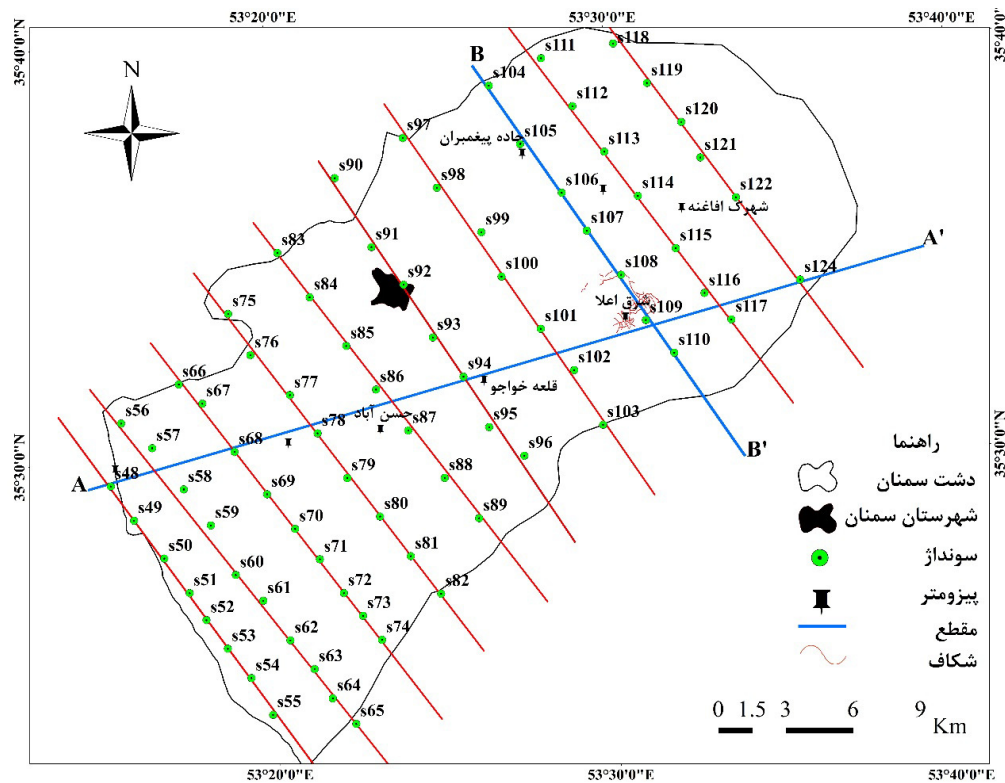 53°20'0"E
53°30'0"E
53°40'0"E
35°40'0"N
35°40'0"N
N
B
s118
s111
s104
s119
s112
s120
s97
s105
جاده پیغمبران
s113
s121
s90
s98
s106
s114
s122
شهرک افاغنه
s99
s107
s115
A'
s83
s91
s84
s92
s100
s108
s116
s124
s75
شرق اعلا
s109
s117
s76
s85
s93
s101
s66
s67
s77
s86
s94
s102
s110
قلعه خواجو
s56
حسن آباد
s57
s68
s78
s87
s95
s103
B'
s96
35°30'0"N
35°30'0"N
A
s48
s58
s69
s79
s88
s49
s59
s70
s80
s89
s50
s60
s71
s81
s51
s61
s72
s82
s52
s62
s73
s53
s63
s74
s54
s64
s55
s65
راهنما
دشت سمنان
شهرستان سمنان
سونداژ
پیزومتر
مقطع
شکاف
0 1.5 3 6 9
Km
53°20'0"E
53°30'0"E